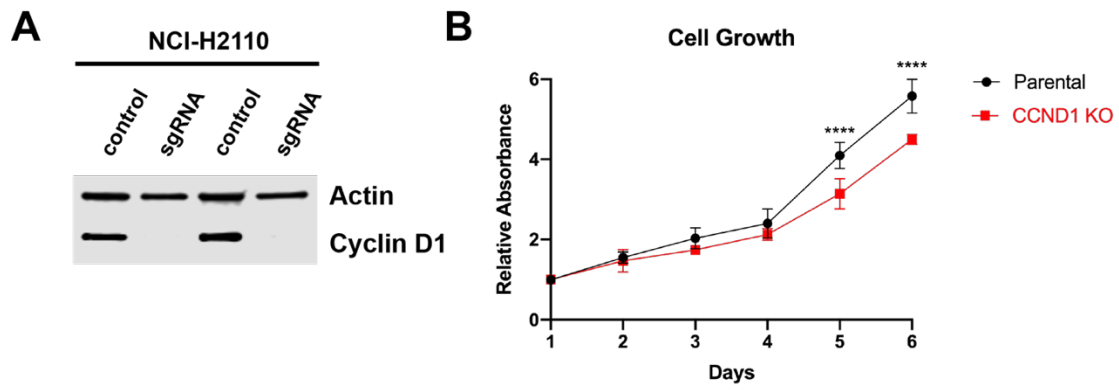 A
NCI-H2110
control
sgRNA
control
sgRNA
Actin
Cyclin D1
B
Cell Growth
Relative Absorbance
6
4
2
0
1 2 3 4 5 6
Days
****
****
Parental
CCND1 KO